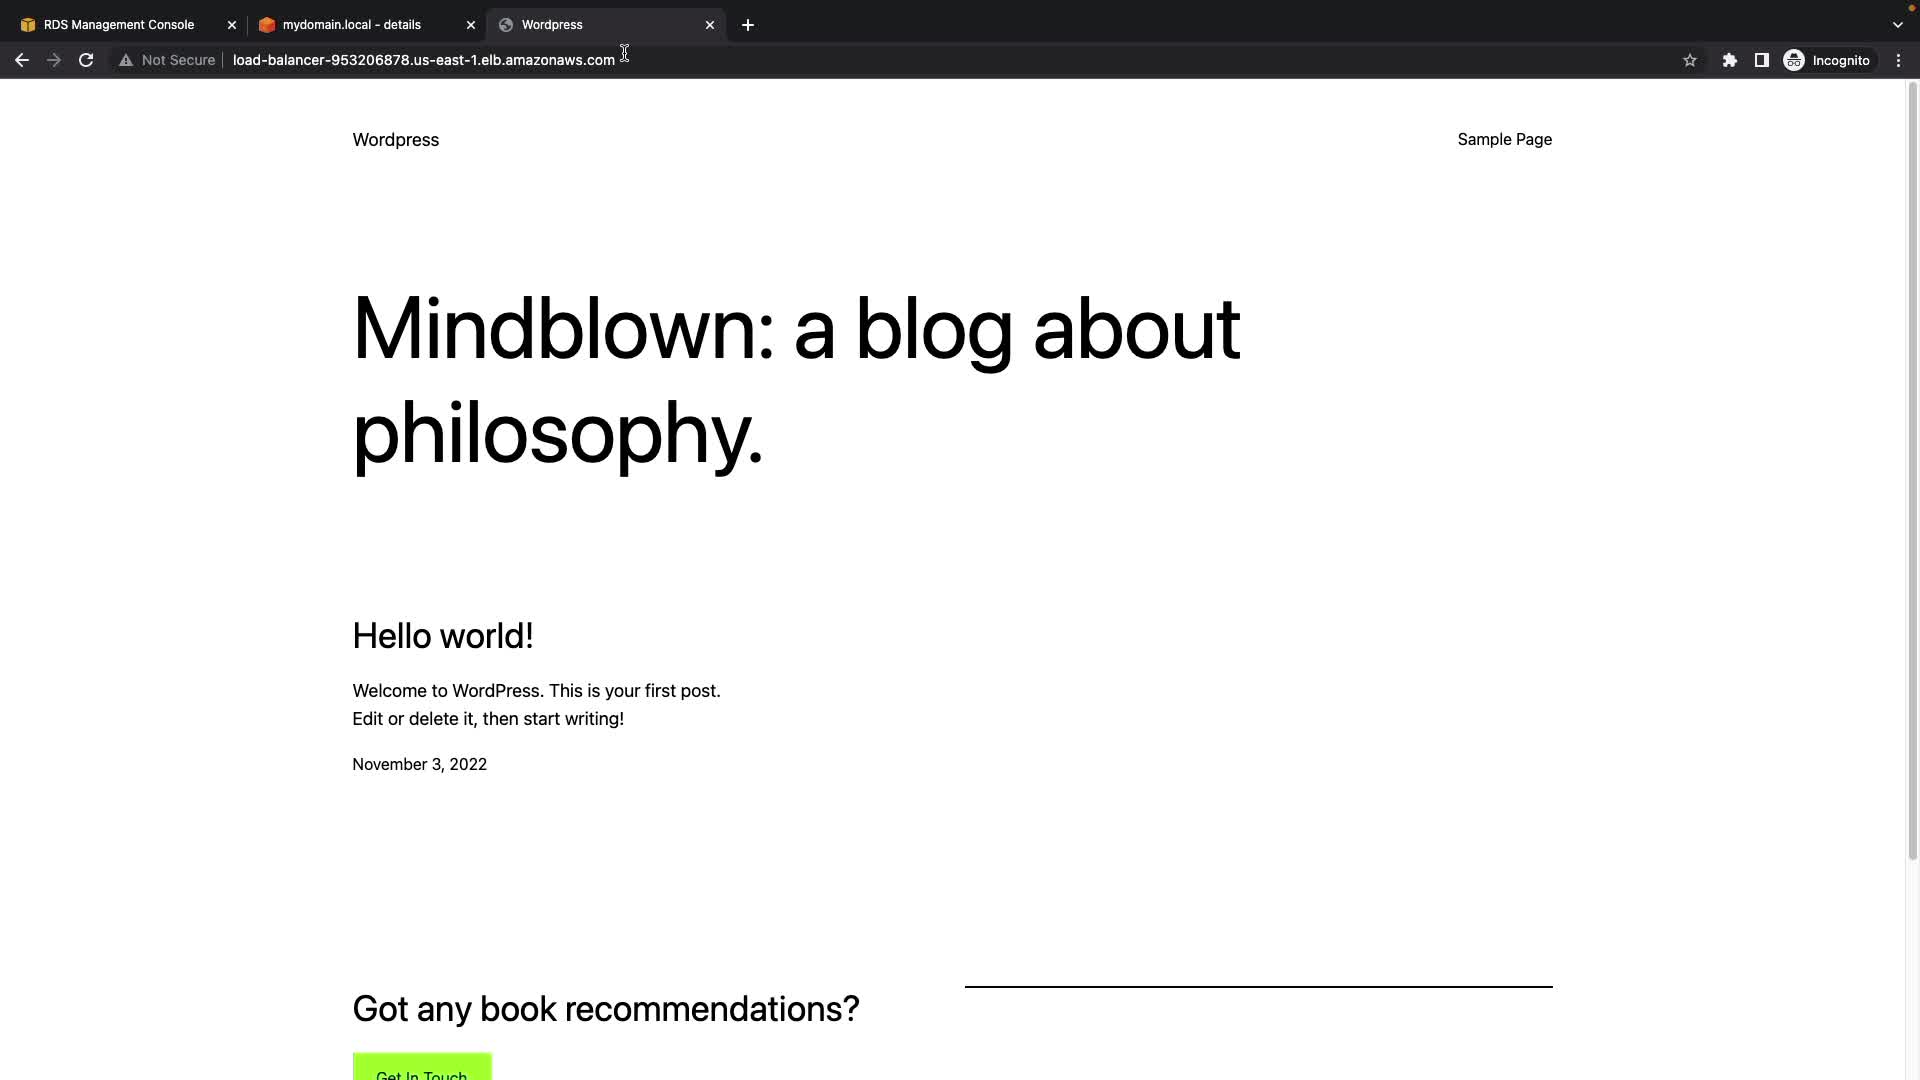 RDS Management Console
mydomain.local - details
Wordpress
Not Secure
load-balancer-953206878.us-east-1.elb.amazonaws.com
Incognito
Wordpress
Sample Page
Mindblown: a blog about
philosophy.
Hello world!
Welcome to WordPress. This is your first post.
Edit or delete it, then start writing!
November 3, 2022
Got any book recommendations?
Get In Touch